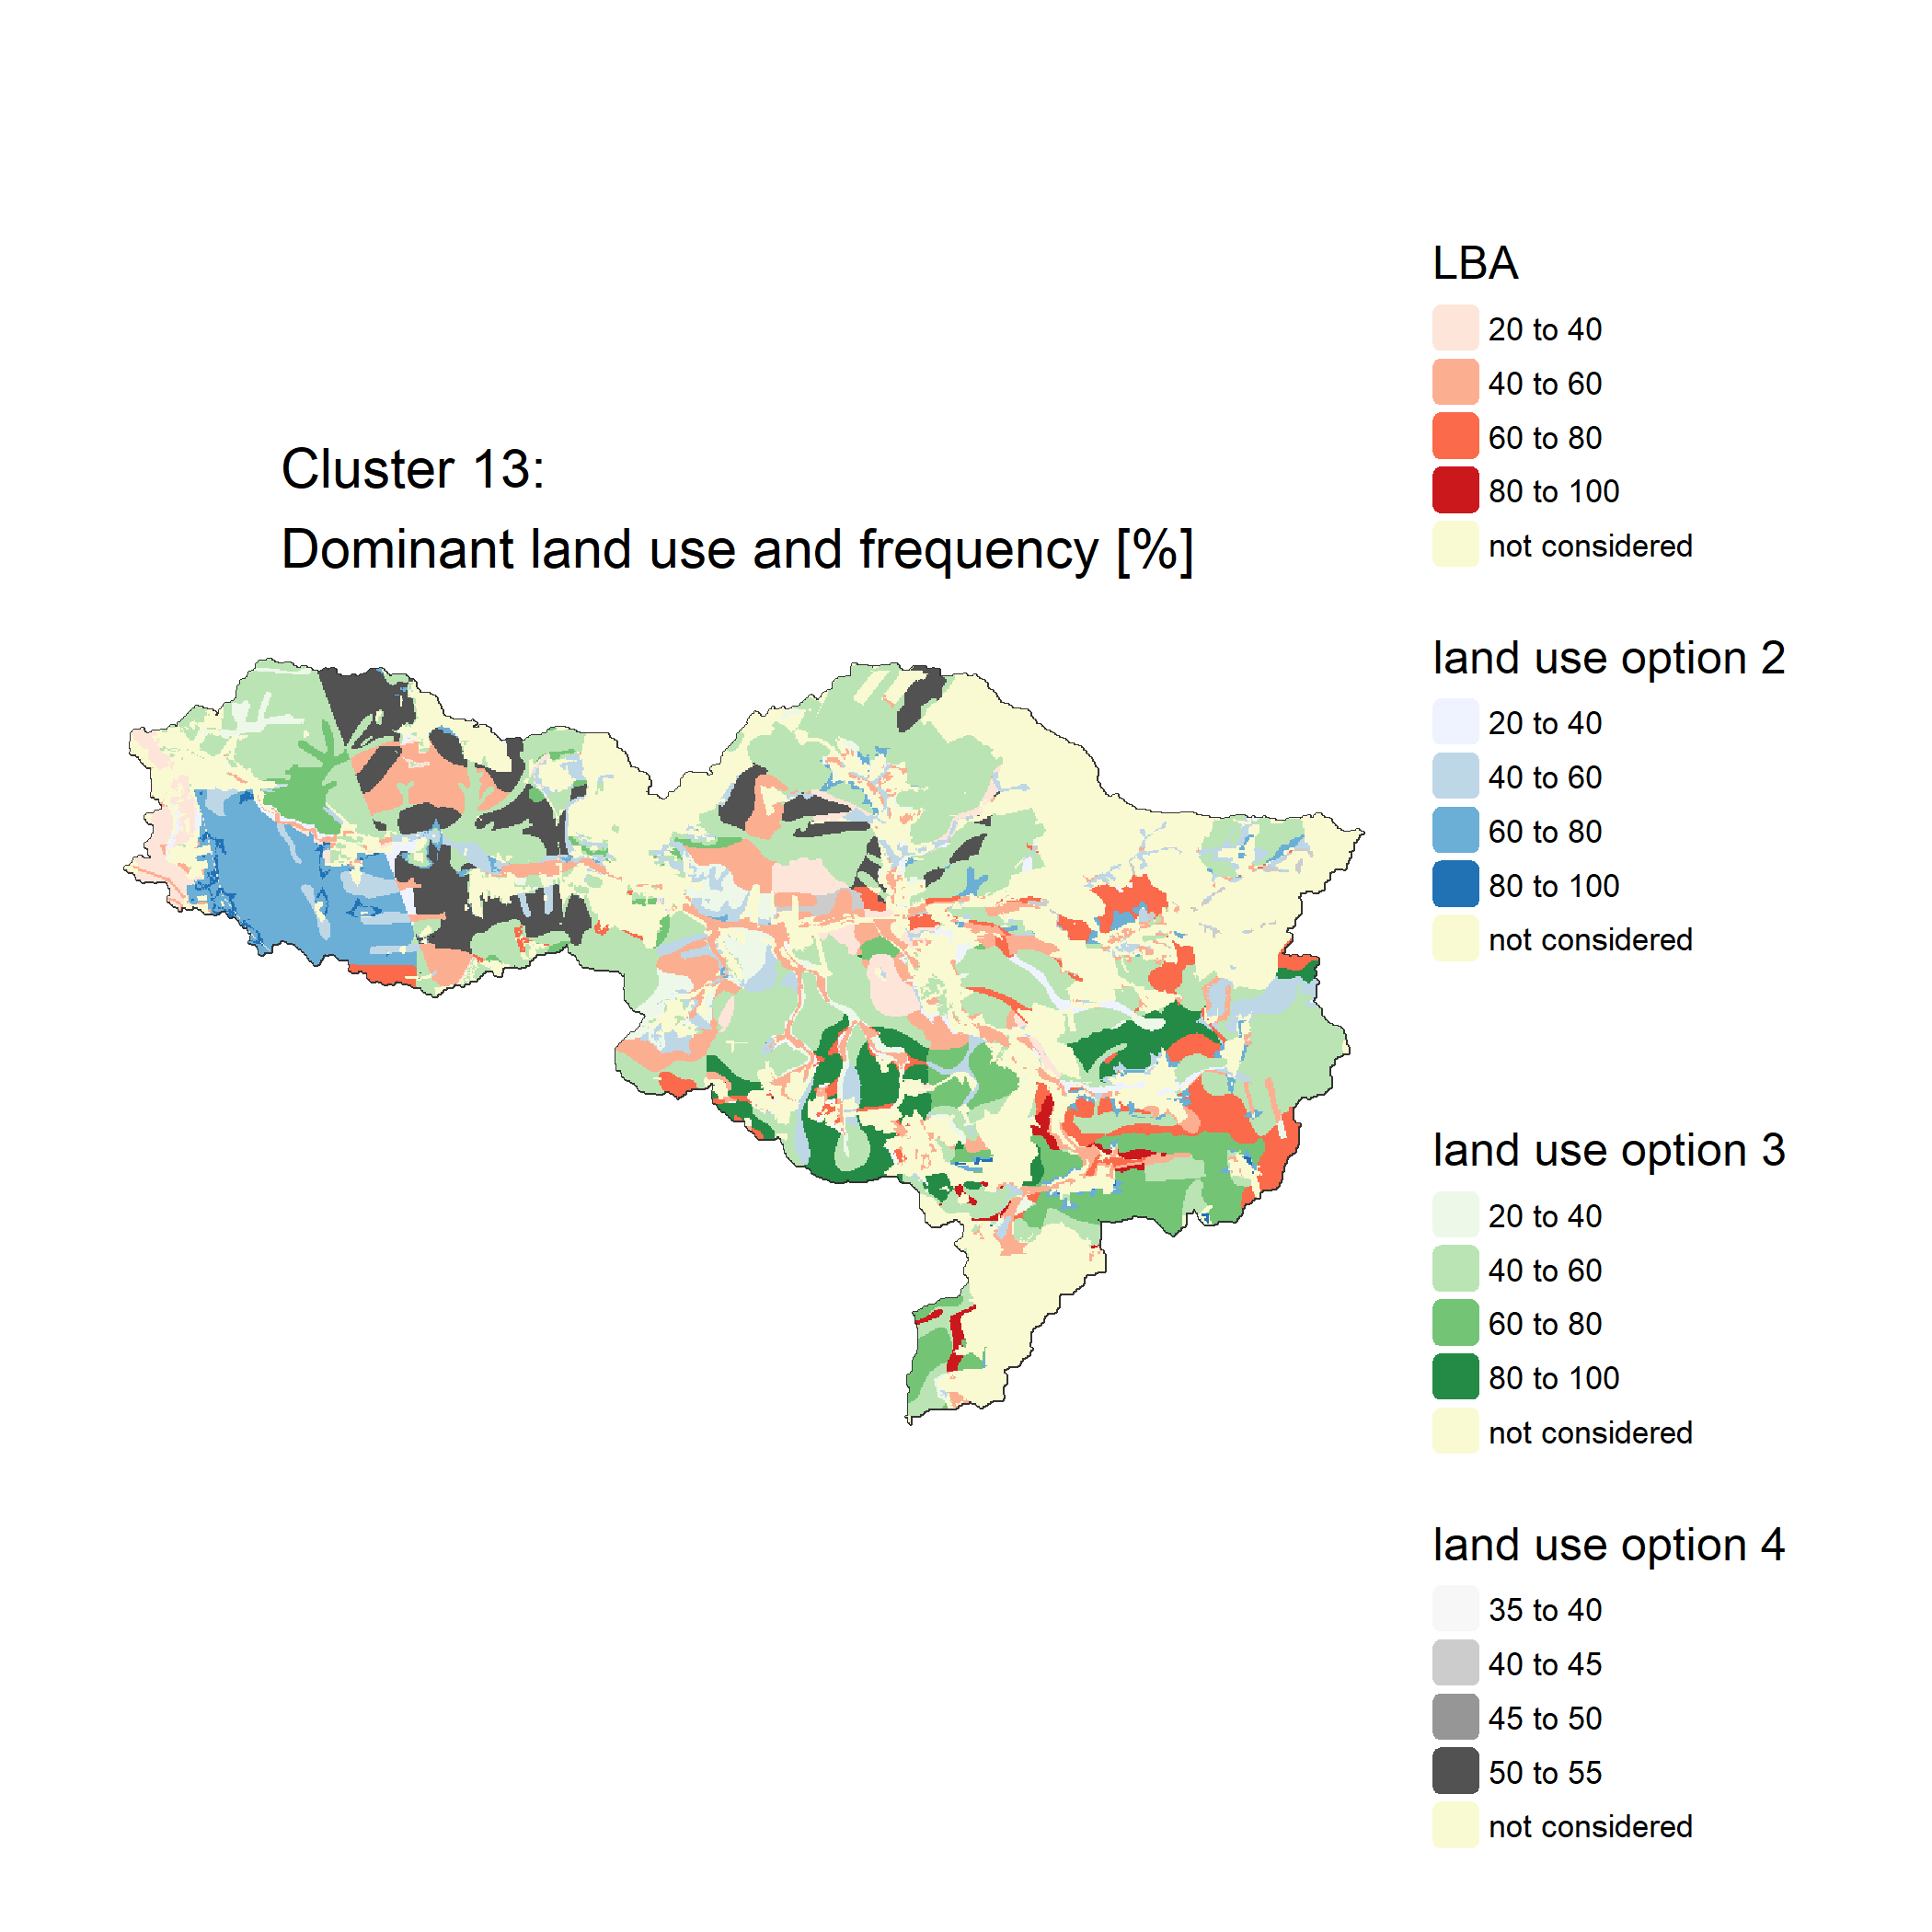 Cluster 13:
Dominant land use and frequency [%]
LBA
20 to 40
40 to 60
60 to 80
80 to 100
not considered
land use option 2
20 to 40
40 to 60
60 to 80
80 to 100
not considered
land use option 3
20 to 40
40 to 60
60 to 80
80 to 100
not considered
land use option 4
35 to 40
40 to 45
45 to 50
50 to 55
not considered